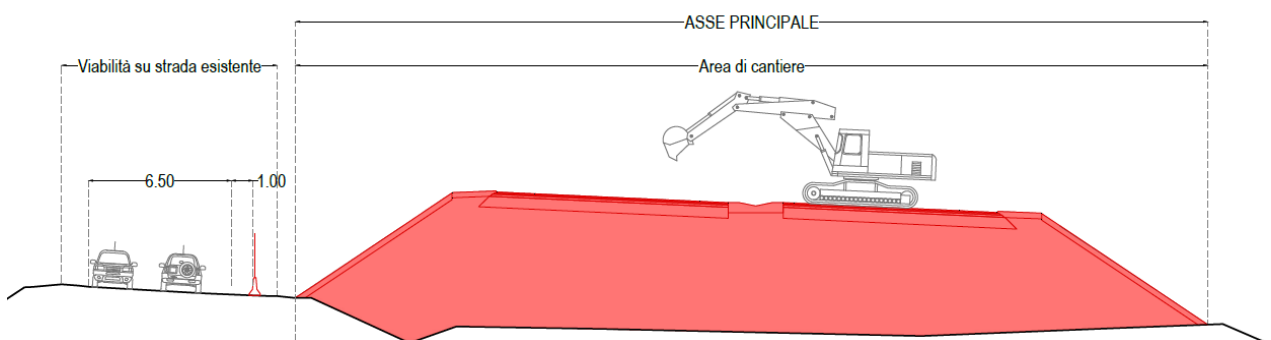 ASSE PRINCIPALE
Viabilità su strada esistente
Area di cantiere
6.50
1.00